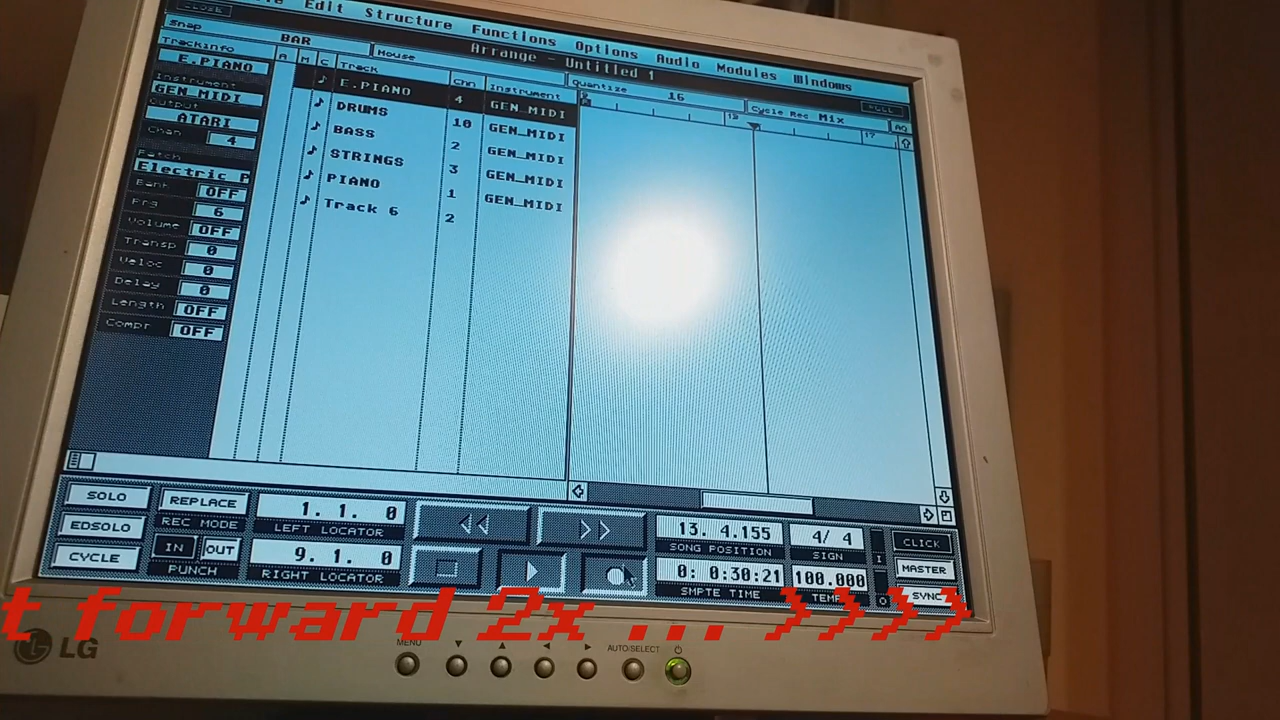 Edit Structure Functions Options Audio Modules Windows
CLOSE
Arrange - Untitled 1
Snap BAR House Quantize 16 Cycle Rec Mix
Trackinfo A M C Track Chn Instrument 13 17 AQ
E.PIANO
Instrument
GEN_MIDI
Output
ATARI
Chan 4
Patch
Electric P
Bank OFF
Prg 6
Volume OFF
Transp 0
Veloc 0
Delay 0
Length OFF
Compr OFF
E.PIANO 4 GEN_MIDI
DRUMS 10 GEN_MIDI
BASS 2 GEN_MIDI
STRINGS 3 GEN_MIDI
PIANO 1 GEN_MIDI
Track 6 2
SOLO
EDSOLO
CYCLE
REPLACE
REC MODE
IN OUT
PUNCH
1. 1. 0
LEFT LOCATOR
9. 1. 0
RIGHT LOCATOR
13. 4.155
SONG POSITION
0: 0:30:21
SMPTE TIME
4/ 4
SIGN
100.000
I
O
CLICK
MASTER
SYNC
t forward 2x ... >>>>
LG
MENU ▼ ▲ ◄ ► AUTO/SELECT